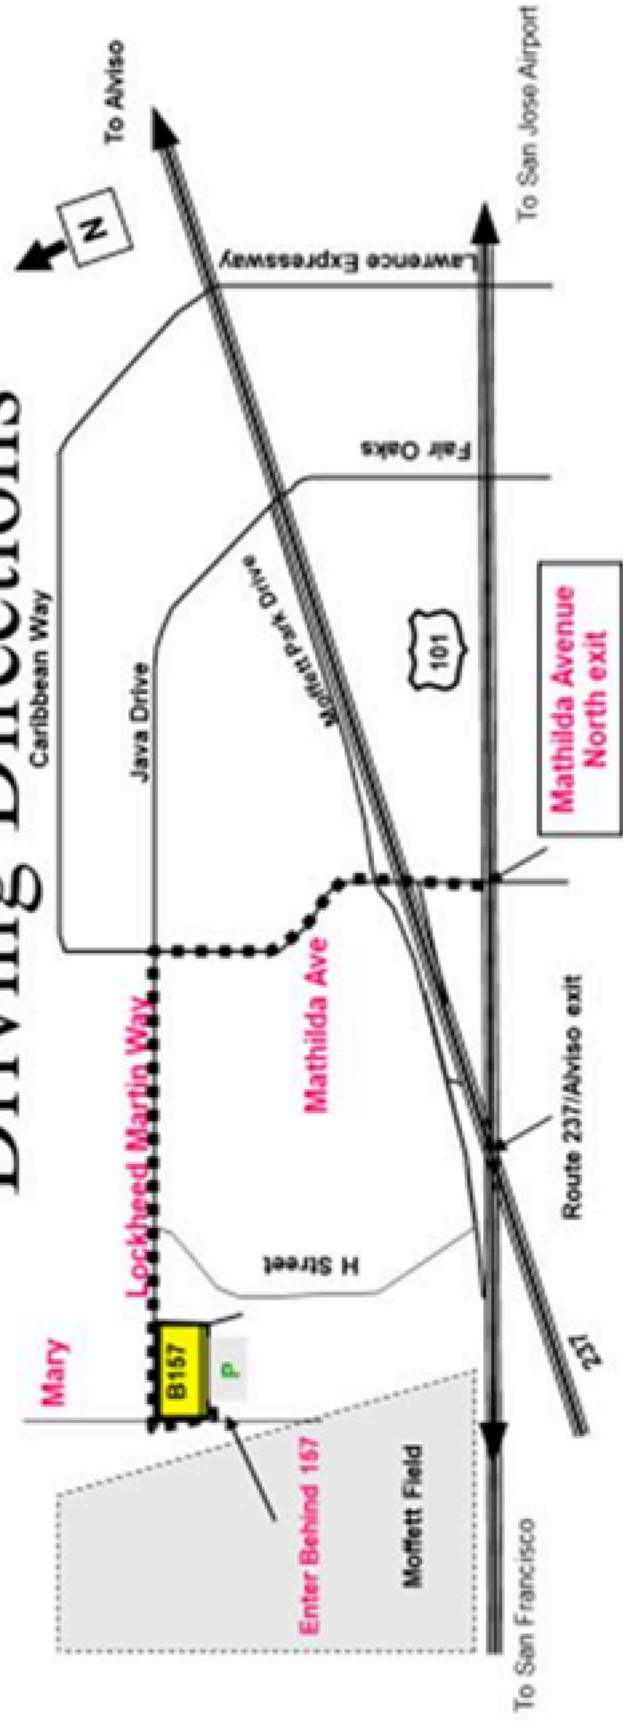 Driving Directions
To Alviso
N
Caribbean Way
Java Drive
Lawrence Expressway
Fair Oaks
Moffett Park Drive
101
To San Jose Airport
Mathilda Avenue
North exit
Mathilda Ave
Lockheed Martin Way
H Street
Route 237/Alviso exit
237
Mary
B157
P
Enter Behind 157
Moffett Field
To San Francisco